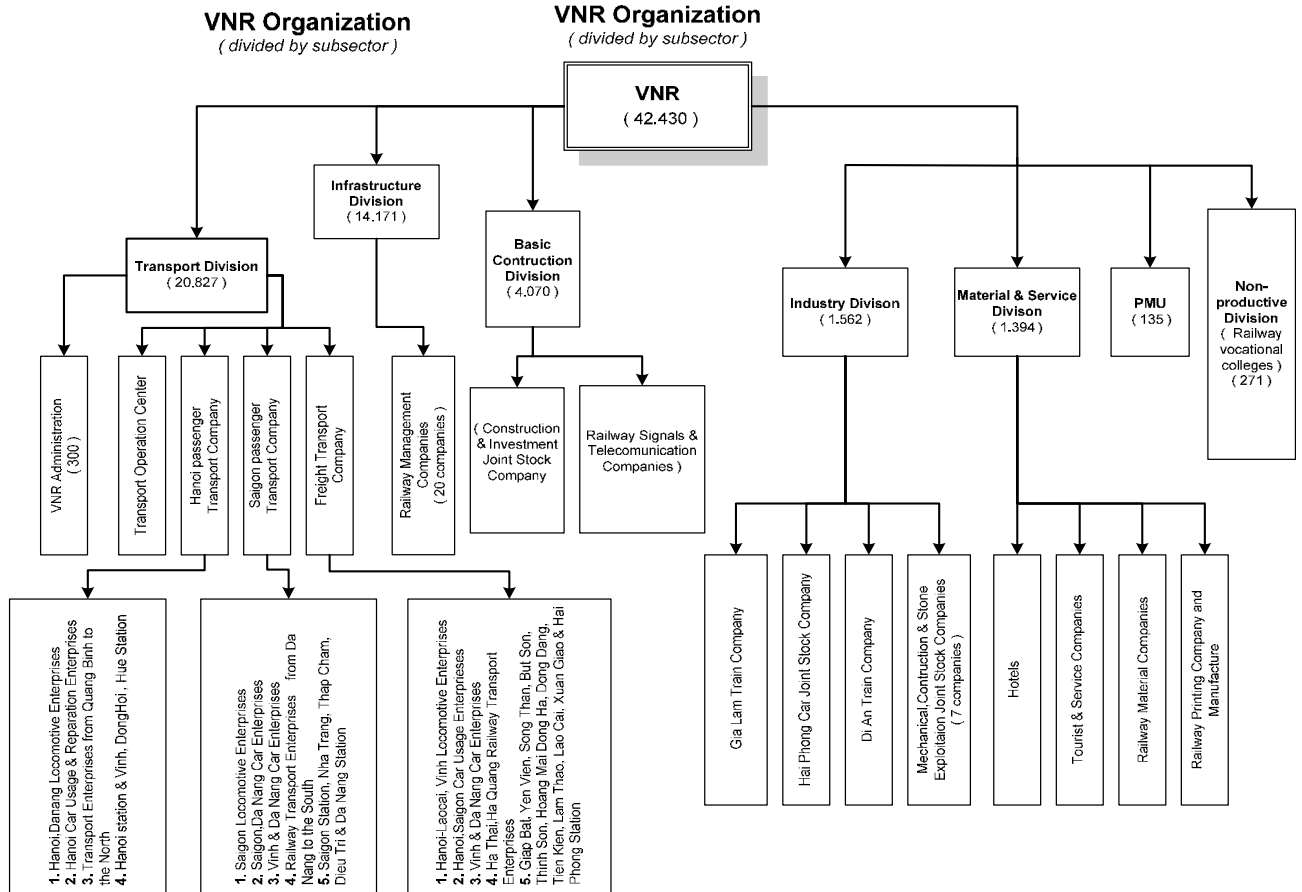 VNR Organization
( divided by subsector )
VNR Organization
( divided by subsector )
VNR
( 42.430 )
Infrastructure
Division
( 14.171 )
Basic
Contruction
Division
( 4.070 )
Transport Division
( 20.827 )
Industry Divison
( 1.562 )
Material & Service
Divison
( 1.394 )
PMU
( 135 )
Non-
productive
Division
( Railway
vocational
colleges )
( 271 )
VNR Administration
( 300 )
Transport Operation Center
Hanoi passenger
Transport Company
Saigon passenger
Transport Company
Freight Transport
Company
Railway Management
Companies
( 20 companies )
( Construction
& Investment
Joint Stock
Company
Railway Signals &
Telecomunication
Companies )
Gia Lam Train Company
Hai Phong Car Joint Stock Company
Di An Train Company
Mechanical,Contruction & Stone
Exploitaion Joint Stock Companies
( 7 companies )
Hotels
Tourist & Service Companies
Railway Material Companies
Railway Printing Company and
Manufacture
1. Hanoi,Danang Locomotive Enterprises
2. Hanoi Car Usage & Reparation Enterprises
3. Transport Enterprises from Quang Binh to
the North
4. Hanoi station & Vinh, DongHoi, Hue Station
1. Saigon Locomotive Enterprises
2. Saigon,Da Nang Car Enterprises
3. Vinh & Da Nang Car Enterprises
4. Railway Transport Enterprises from Da
Nang to the South
5. Saigon Station, Nha Trang, Thap Cham,
Dieu Tri & Da Nang Station
1. Hanoi-Laocai, Vinh Locomotive Enterprises
2. Hanoi,Saigon Car Usage Enterprieses
3. Vinh & Da Nang Car Enterprises
4. Ha Thai,Ha Quang Railway Transport
Enterprises
5. Giap Bat, Yen Vien, Song Than, But Son,
Thinh Son, Hoang Mai Dong Ha, Dong Dang,
Tien Kien, Lam Thao, Lao Cai, Xuan Giao & Hai
Phong Station